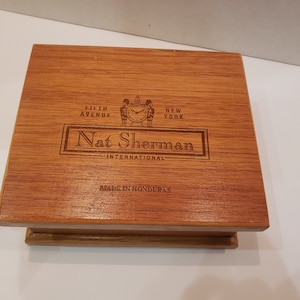 FIFTH AVENUE
NEW YORK
Nat Sherman
INTERNATIONAL
MADE IN HONDURAS